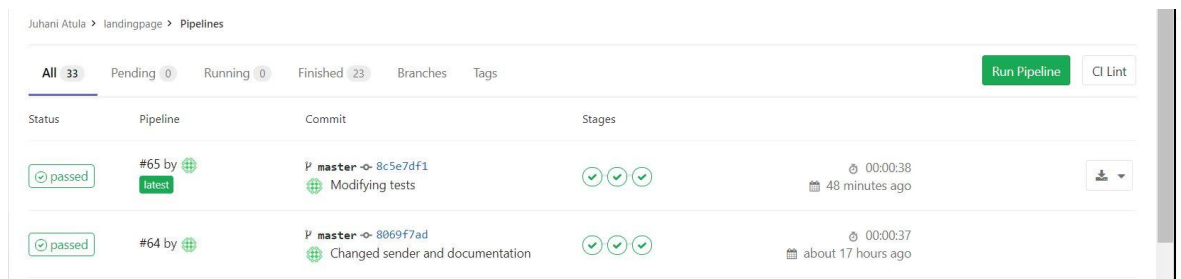 Juhani Atula > landingpage > Pipelines
All 33 Pending 0 Running 0 Finished 23 Branches Tags Run Pipeline CI Lint
Status Pipeline Commit Stages
passed #65 by latest master 8c5e7df1 Modifying tests 00:00:38 48 minutes ago
passed #64 by master 8069f7ad Changed sender and documentation 00:00:37 about 17 hours ago